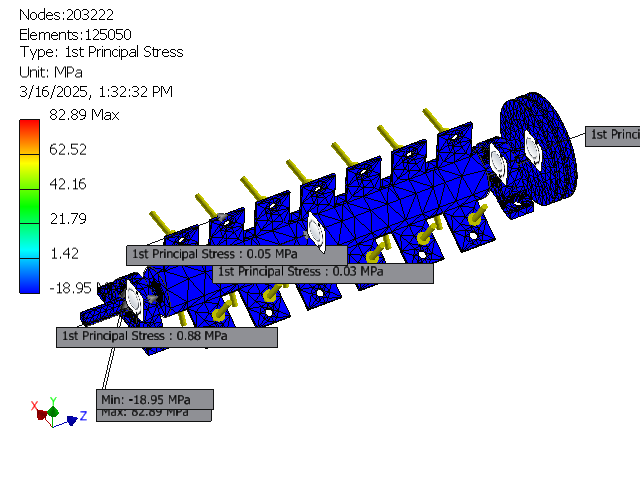 Nodes:203222
Elements:125050
Type: 1st Principal Stress
Unit: MPa
3/16/2025, 1:32:32 PM
82.89 Max
62.52
42.16
21.79
1.42
-18.95
1st Princi
1st Principal Stress : 0.05 MPa
1st Principal Stress : 0.03 MPa
1st Principal Stress : 0.88 MPa
Min: -18.95 MPa
Max: 82.89 MPa
X Y Z